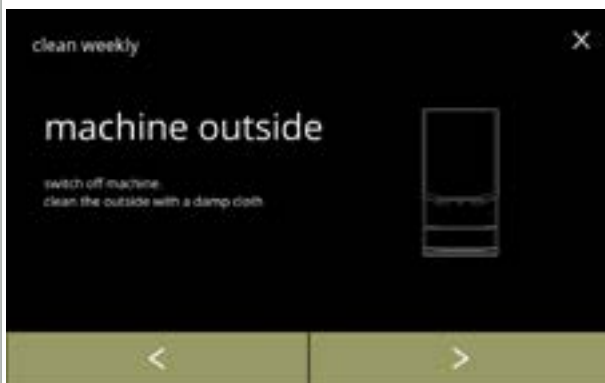 clean weekly
machine outside
switch off machine.
clean the outside with a damp cloth